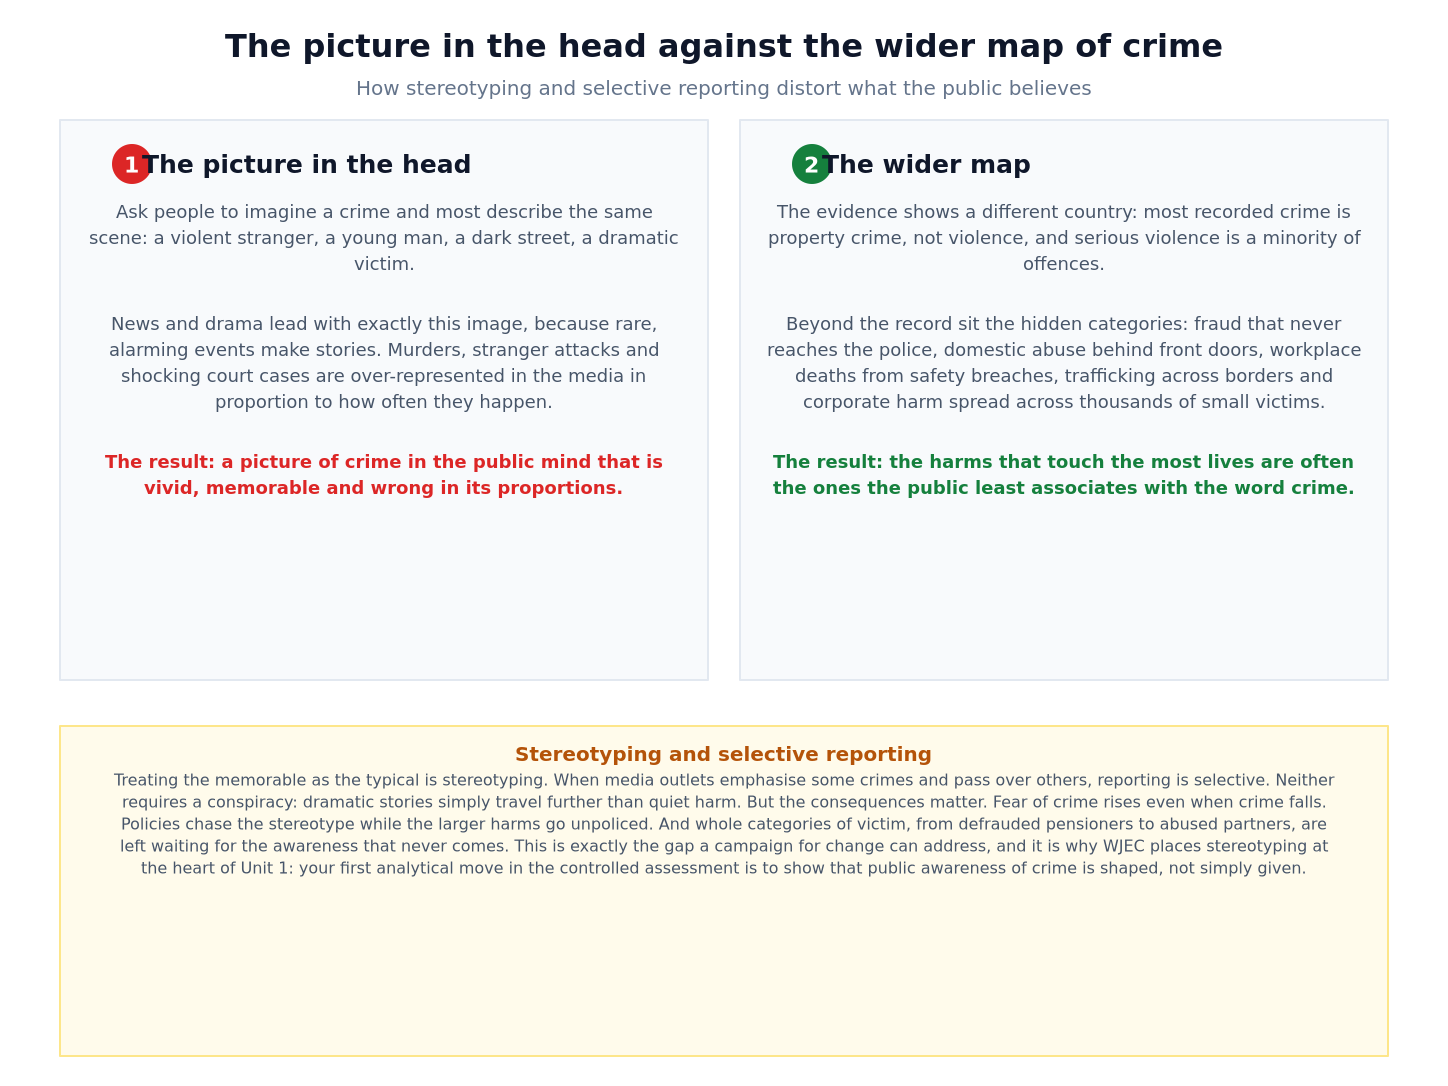 The picture in the head against the wider map of crime
How stereotyping and selective reporting distort what the public believes
1 The picture in the head
Ask people to imagine a crime and most describe the same
scene: a violent stranger, a young man, a dark street, a dramatic
victim.
News and drama lead with exactly this image, because rare,
alarming events make stories. Murders, stranger attacks and
shocking court cases are over-represented in the media in
proportion to how often they happen.
The result: a picture of crime in the public mind that is
vivid, memorable and wrong in its proportions.
2 The wider map
The evidence shows a different country: most recorded crime is
property crime, not violence, and serious violence is a minority of
offences.
Beyond the record sit the hidden categories: fraud that never
reaches the police, domestic abuse behind front doors, workplace
deaths from safety breaches, trafficking across borders and
corporate harm spread across thousands of small victims.
The result: the harms that touch the most lives are often
the ones the public least associates with the word crime.
Stereotyping and selective reporting
Treating the memorable as the typical is stereotyping. When media outlets emphasise some crimes and pass over others, reporting is selective. Neither
requires a conspiracy: dramatic stories simply travel further than quiet harm. But the consequences matter. Fear of crime rises even when crime falls.
Policies chase the stereotype while the larger harms go unpoliced. And whole categories of victim, from defrauded pensioners to abused partners, are
left waiting for the awareness that never comes. This is exactly the gap a campaign for change can address, and it is why WJEC places stereotyping at
the heart of Unit 1: your first analytical move in the controlled assessment is to show that public awareness of crime is shaped, not simply given.